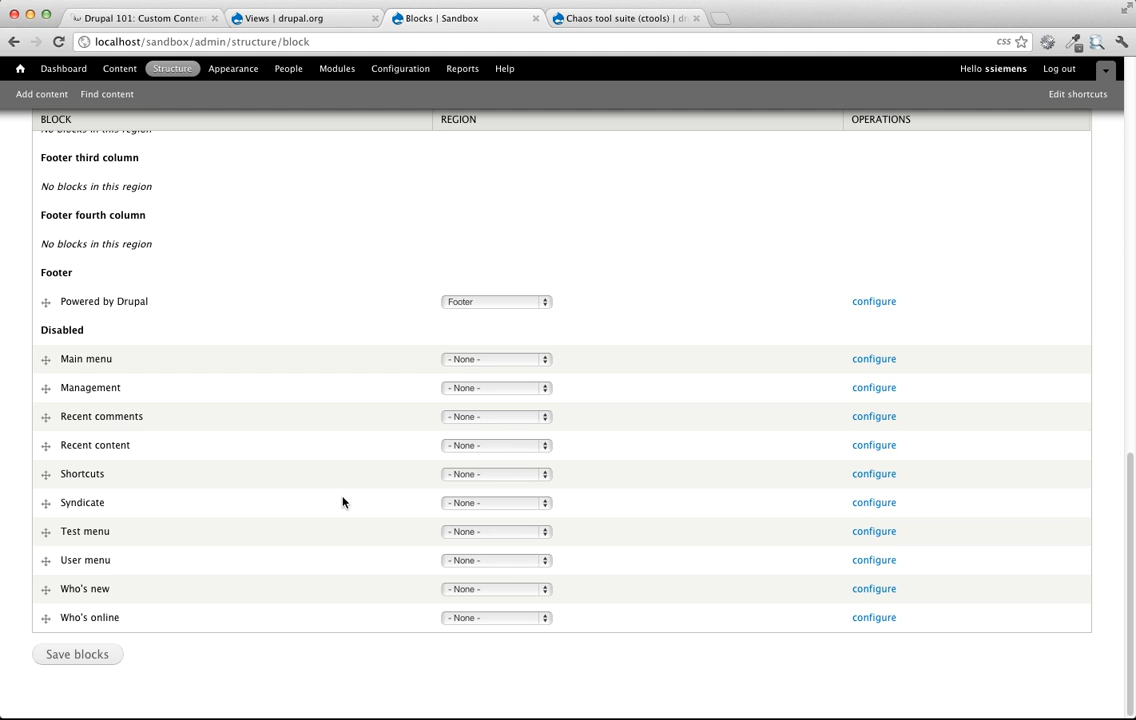 Drupal 101: Custom Conten
Views | drupal.org
Blocks | Sandbox
Chaos tool suite (ctools) | d
localhost/sandbox/admin/structure/block
CSS
Dashboard Content Structure Appearance People Modules Configuration Reports Help
Hello ssiemens Log out
Add content Find content
Edit shortcuts
BLOCK REGION OPERATIONS
No blocks in this region
Footer third column
No blocks in this region
Footer fourth column
No blocks in this region
Footer
Powered by Drupal Footer configure
Disabled
Main menu - None - configure
Management - None - configure
Recent comments - None - configure
Recent content - None - configure
Shortcuts - None - configure
Syndicate - None - configure
Test menu - None - configure
User menu - None - configure
Who's new - None - configure
Who's online - None - configure
Save blocks